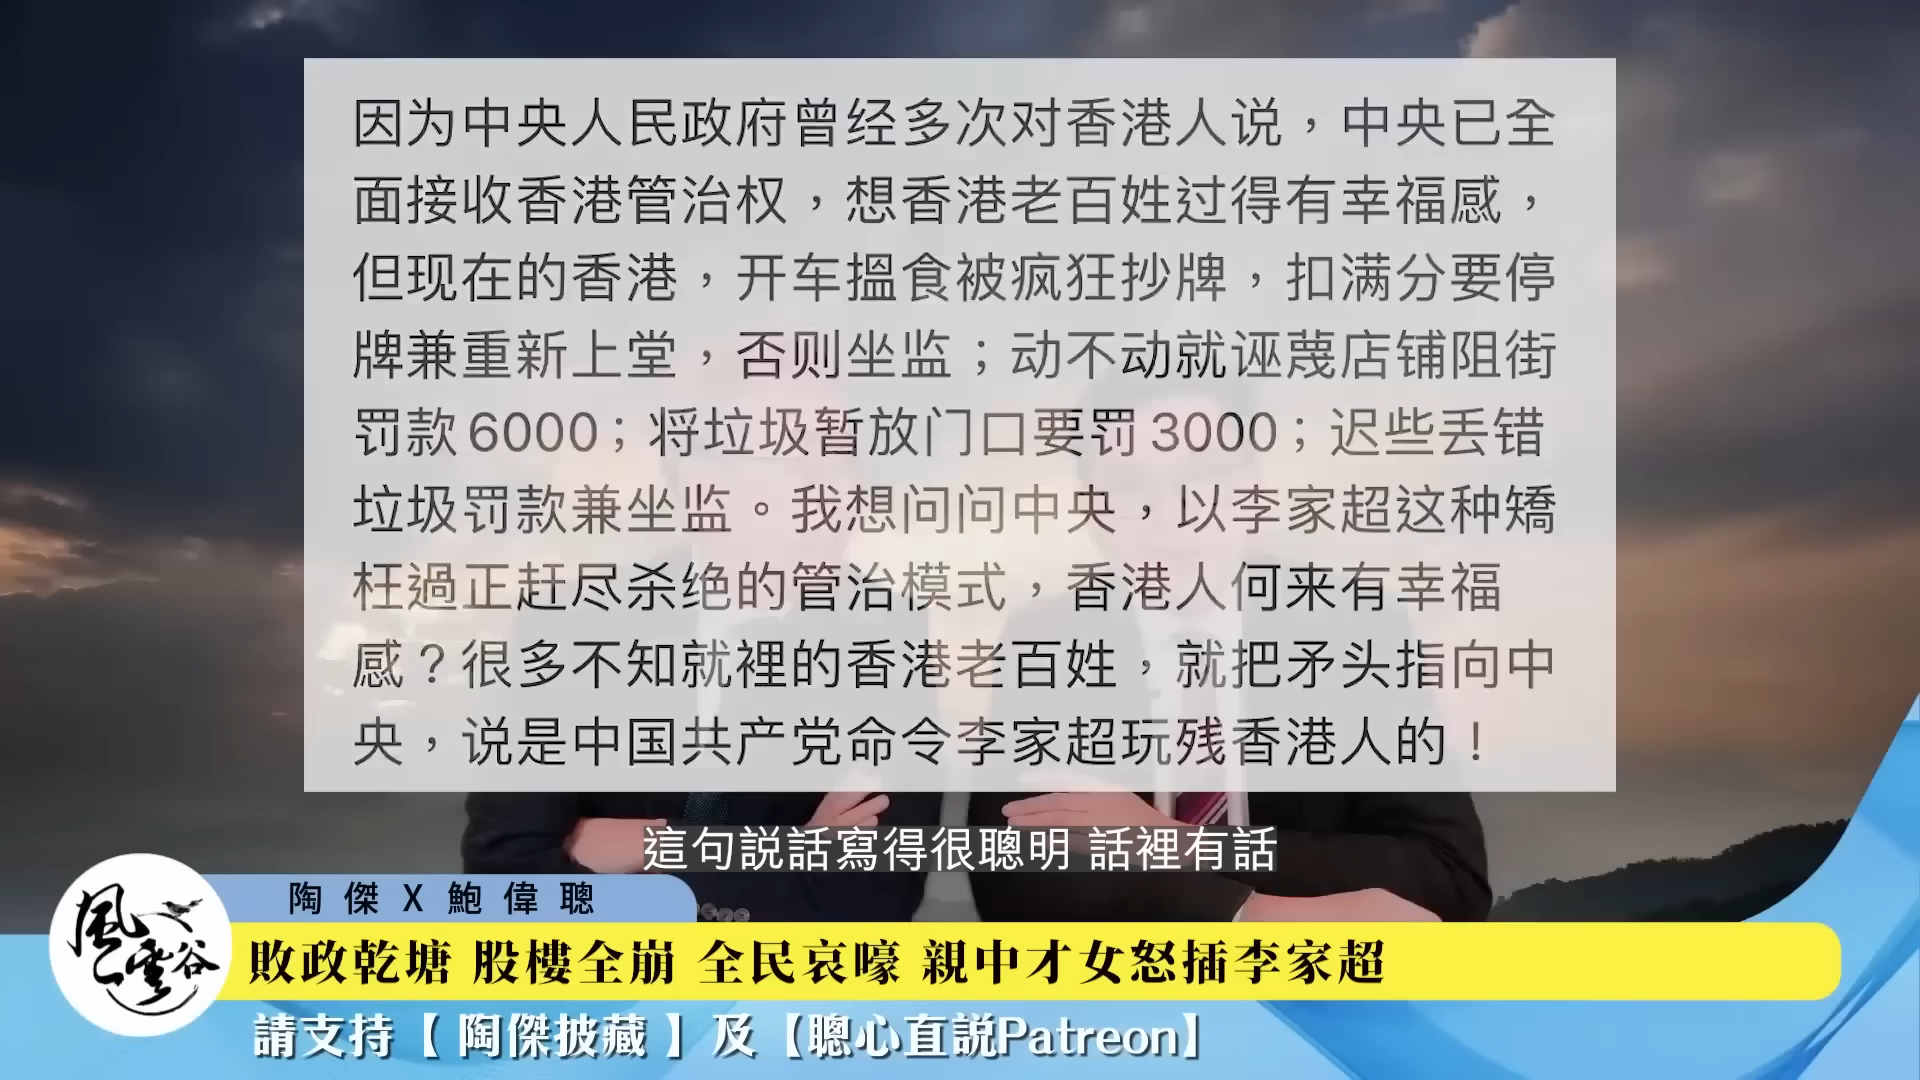 因为中央人民政府曾经多次对香港人说，中央已全
面接收香港管治权，想香港老百姓过得有幸福感，
但现在的香港，开车搵食被疯狂抄牌，扣满分要停
牌兼重新上堂，否则坐监；动不动就诬蔑店铺阻街
罚款6000；将垃圾暂放门口要罚3000；迟些丢错
垃圾罚款兼坐监。我想问问中央，以李家超这种矯
枉過正赶尽杀绝的管治模式，香港人何来有幸福
感？很多不知就裡的香港老百姓，就把矛头指向中
央，说是中国共产党命令李家超玩残香港人的！
這句説話寫得很聰明 話裡有話
陶傑X鮑偉聰
風雲谷
敗政乾塘 股樓全崩 全民哀嚎 親中才女怒插李家超
請支持【 陶傑披藏 】及【聰心直説Patreon】